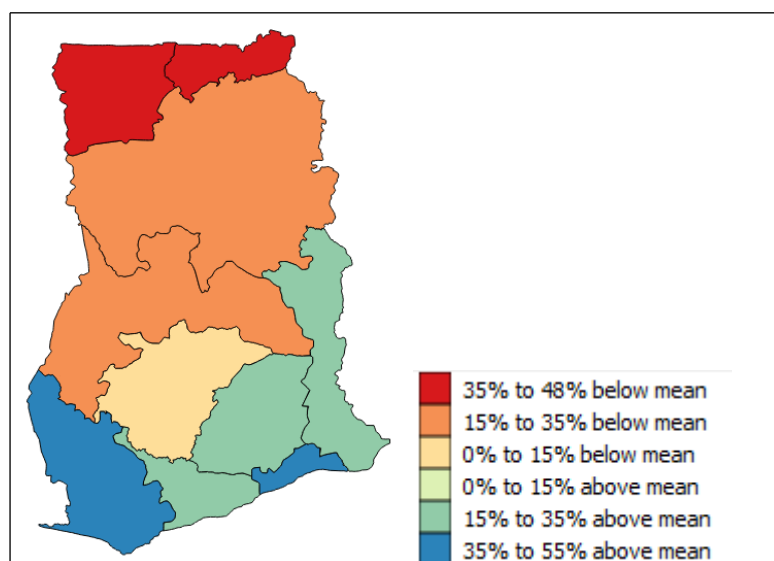 35% to 48% below mean
15% to 35% below mean
0% to 15% below mean
0% to 15% above mean
15% to 35% above mean
35% to 55% above mean